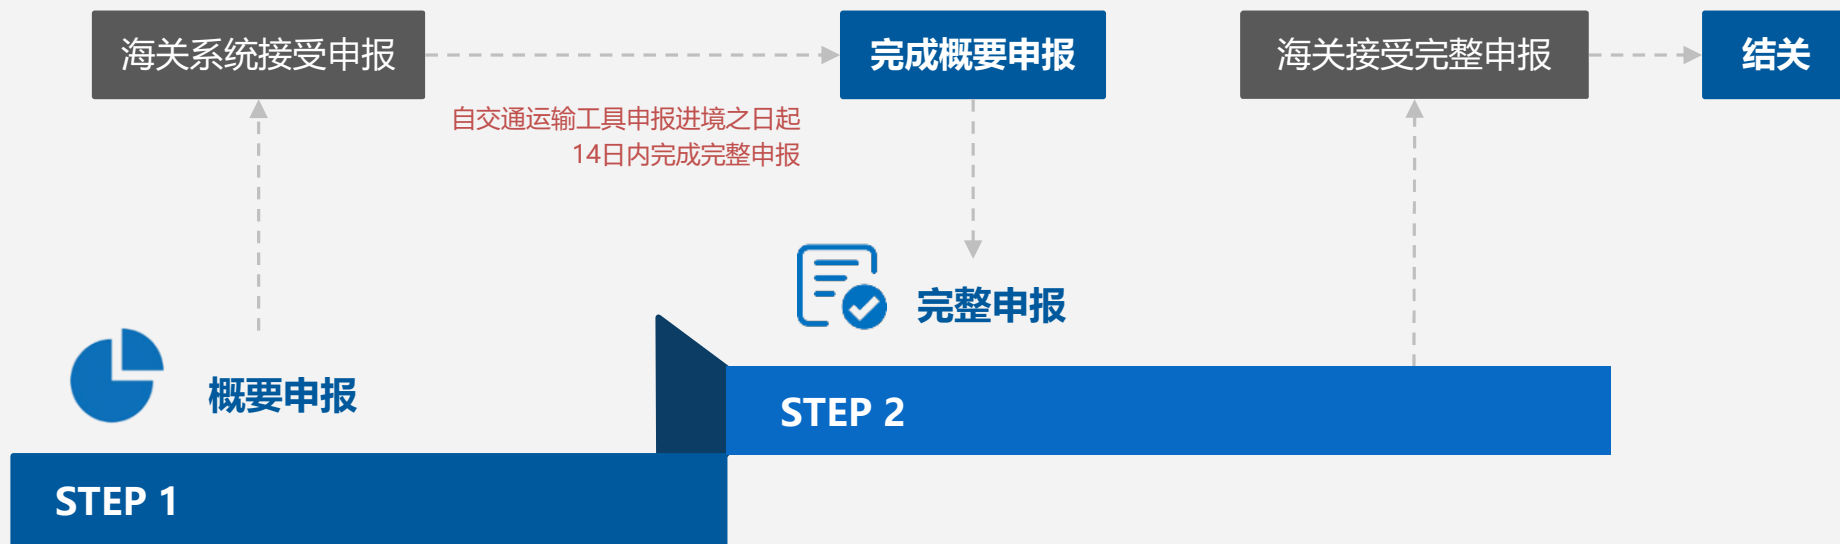 海关系统接受申报
完成概要申报
海关接受完整申报
结关
自交通运输工具申报进境之日起
14日内完成完整申报
完整申报
概要申报
STEP 2
STEP 1